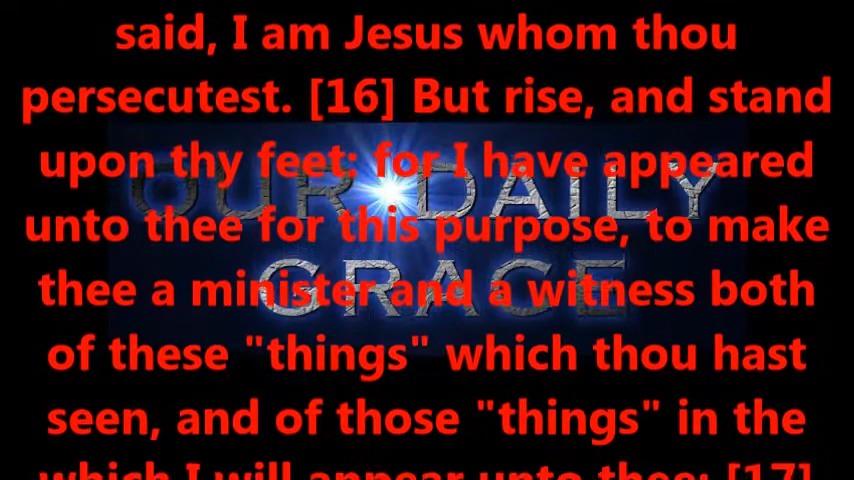 said, I am Jesus whom thou
persecutest. [16] But rise, and stand
upon thy feet: for I have appeared
OUR DAILY
unto thee for this purpose, to make
thee a minister and a witness both
GRACE
of these "things" which thou hast
seen, and of those "things" in the
which I will appear unto thee; [17]